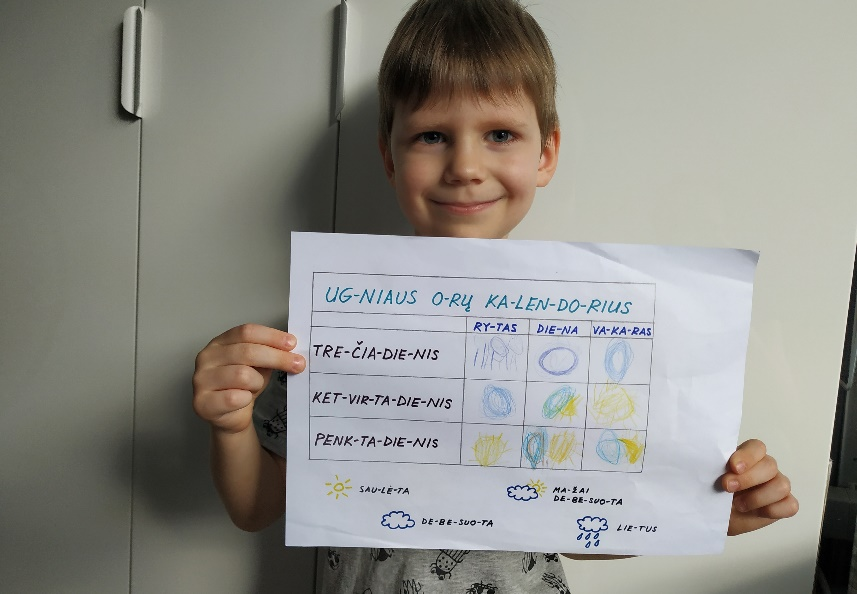 UG-NIAUS O-RŲ KA-LEN-DO-RIUS
RY-TAS DIE-NA VA-KA-RAS
TRE-ČIA-DIE-NIS
KET-VIR-TA-DIE-NIS
PENK-TA-DIE-NIS
SAU-LĖ-TA
MA-ŽAI
DE-BE-SUO-TA
DE-BE-SUO-TA
LIE-TUS